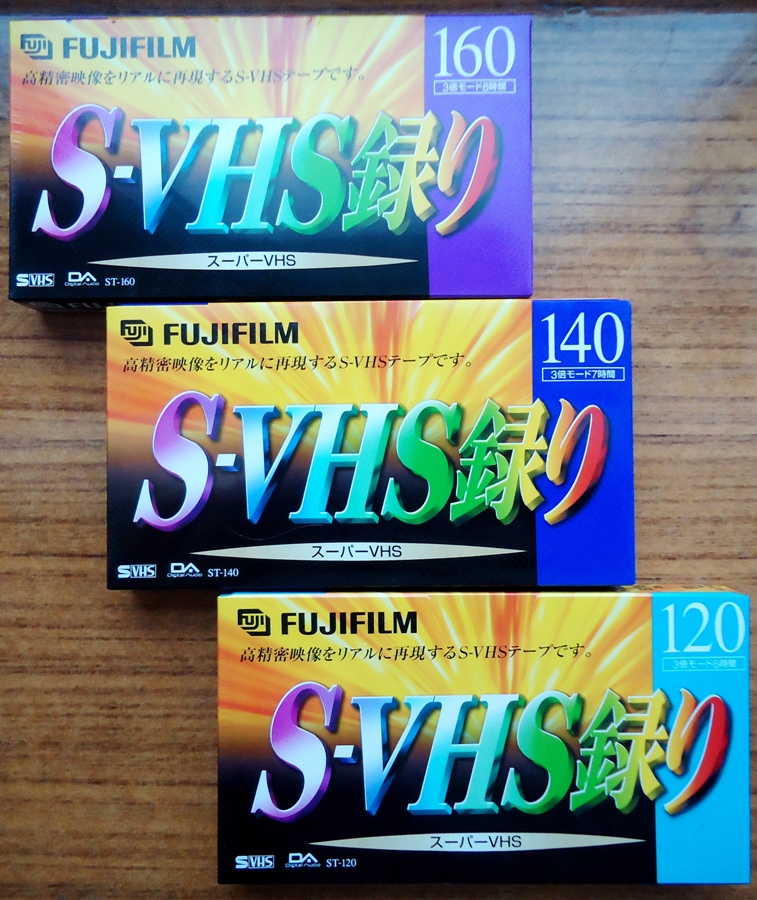 FUJI FUJIFILM
160
高精密映像をリアルに再現するS-VHSテープです。
3倍モード8時間
S-VHS録り
スーパーVHS
SVHS DA Digital Audio ST-160
FUJI FUJIFILM
140
高精密映像をリアルに再現するS-VHSテープです。
3倍モード7時間
S-VHS録り
スーパーVHS
SVHS DA Digital Audio ST-140
FUJI FUJIFILM
120
高精密映像をリアルに再現するS-VHSテープです。
3倍モード6時間
S-VHS録り
スーパーVHS
SVHS DA Digital Audio ST-120